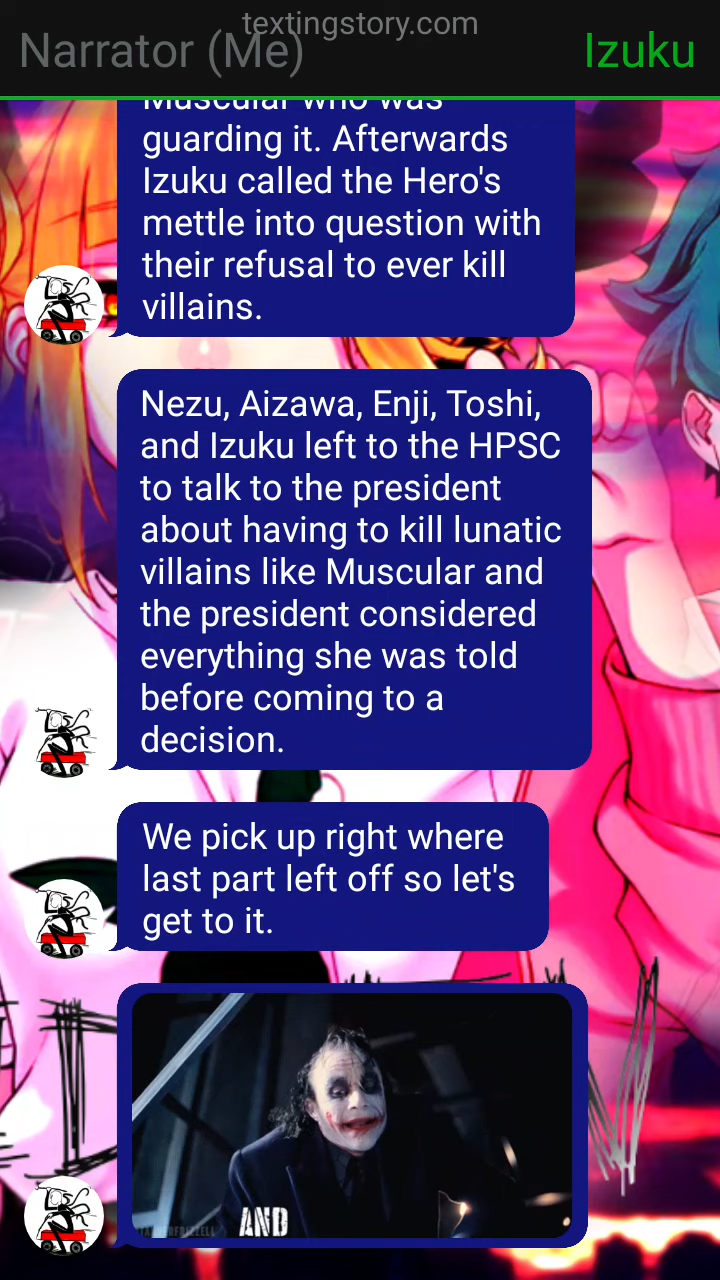 textingstory.com
Narrator (Me)
Izuku
Muscular who was
guarding it. Afterwards
Izuku called the Hero's
mettle into question with
their refusal to ever kill
villains.
Nezu, Aizawa, Enji, Toshi,
and Izuku left to the HPSC
to talk to the president
about having to kill lunatic
villains like Muscular and
the president considered
everything she was told
before coming to a
decision.
We pick up right where
last part left off so let's
get to it.
AND